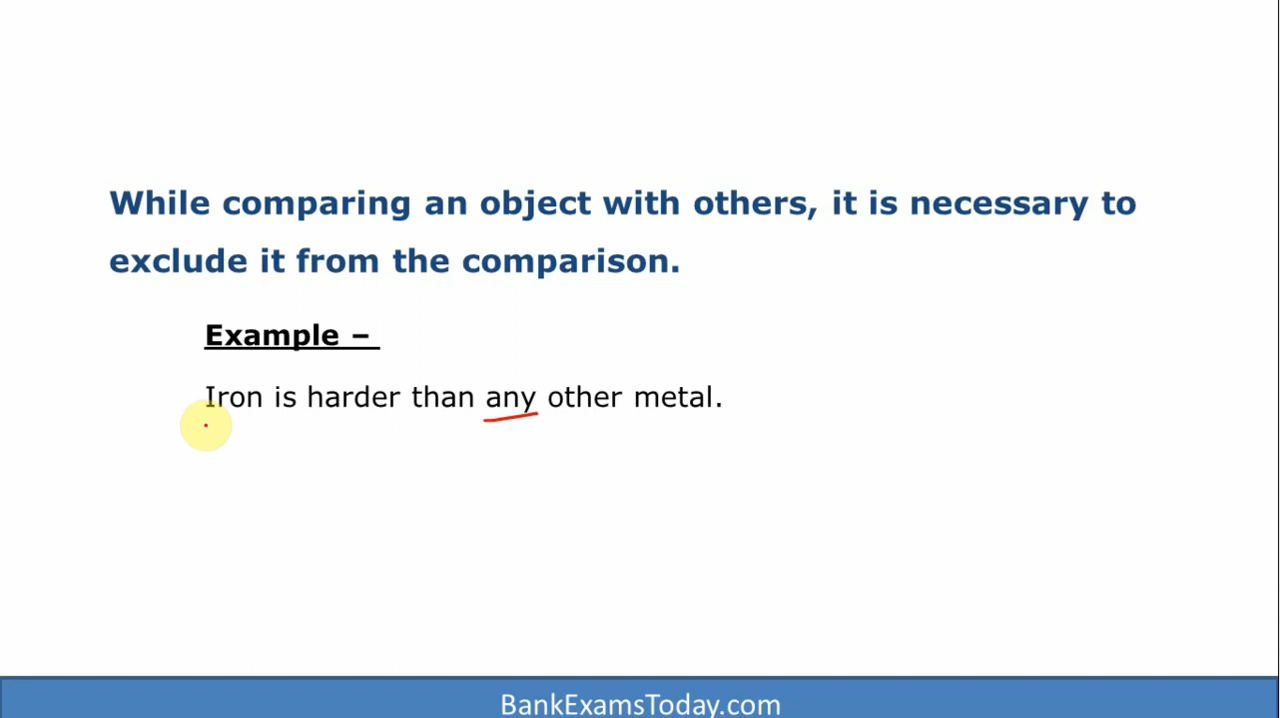 While comparing an object with others, it is necessary to
exclude it from the comparison.
Example –
Iron is harder than any other metal.
BankExamsToday.com